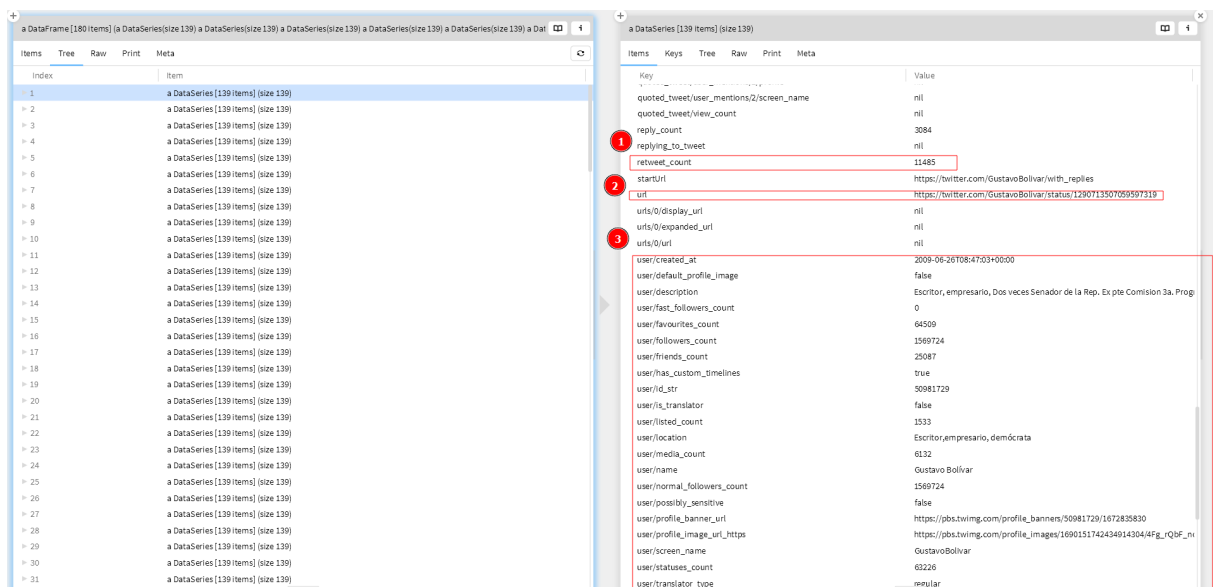 a DataFrame [180 items] (a DataSeries(size 139) a DataSeries(size 139) a DataSeries(size 139) a DataSeries(size 139) a DataSeries(size 139) a Dat
Items Tree Raw Print Meta
Index Item
1 a DataSeries [139 items] (size 139)
2 a DataSeries [139 items] (size 139)
3 a DataSeries [139 items] (size 139)
4 a DataSeries [139 items] (size 139)
5 a DataSeries [139 items] (size 139)
6 a DataSeries [139 items] (size 139)
7 a DataSeries [139 items] (size 139)
8 a DataSeries [139 items] (size 139)
9 a DataSeries [139 items] (size 139)
10 a DataSeries [139 items] (size 139)
11 a DataSeries [139 items] (size 139)
12 a DataSeries [139 items] (size 139)
13 a DataSeries [139 items] (size 139)
14 a DataSeries [139 items] (size 139)
15 a DataSeries [139 items] (size 139)
16 a DataSeries [139 items] (size 139)
17 a DataSeries [139 items] (size 139)
18 a DataSeries [139 items] (size 139)
19 a DataSeries [139 items] (size 139)
20 a DataSeries [139 items] (size 139)
21 a DataSeries [139 items] (size 139)
22 a DataSeries [139 items] (size 139)
23 a DataSeries [139 items] (size 139)
24 a DataSeries [139 items] (size 139)
25 a DataSeries [139 items] (size 139)
26 a DataSeries [139 items] (size 139)
27 a DataSeries [139 items] (size 139)
28 a DataSeries [139 items] (size 139)
29 a DataSeries [139 items] (size 139)
30 a DataSeries [139 items] (size 139)
31 a DataSeries [139 items] (size 139)
a DataSeries [139 items] (size 139)
Items Keys Tree Raw Print Meta
Key Value
quoted_tweet/user_mentions/2/screen_name nil
quoted_tweet/view_count nil
reply_count 3084
1
replying_to_tweet nil
retweet_count 11485
startUrl https://twitter.com/GustavoBolivar/with_replies
2
url https://twitter.com/GustavoBolivar/status/1290713507059597319
urls/0/display_url nil
urls/0/expanded_url nil
3
urls/0/url nil
user/created_at 2009-06-26T08:47:03+00:00
user/default_profile_image false
user/description Escritor, empresario, Dos veces Senador de la Rep. Ex pte Comision 3a. Progr
user/fast_followers_count 0
user/favourites_count 64509
user/followers_count 1569724
user/friends_count 25087
user/has_custom_timelines true
user/id_str 50981729
user/is_translator false
user/listed_count 1533
user/location Escritor,empresario, demócrata
user/media_count 6132
user/name Gustavo Bolívar
user/normal_followers_count 1569724
user/possibly_sensitive false
user/profile_banner_url https://pbs.twimg.com/profile_banners/50981729/1672835830
user/profile_image_url_https https://pbs.twimg.com/profile_images/1690151742434914304/4Fg_rQbF_no
user/screen_name GustavoBolivar
user/statuses_count 63226
user/translator_type regular